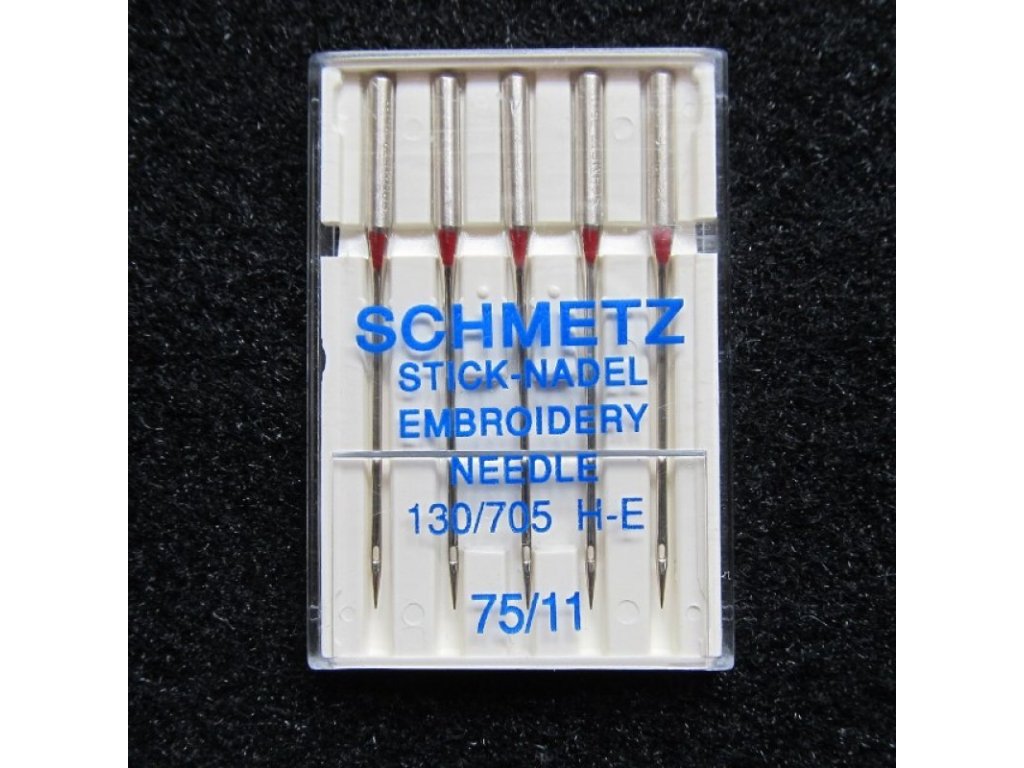 SCHMETZ
STICK-NADEL
EMBROIDERY
NEEDLE
130/705 H-E
75/11